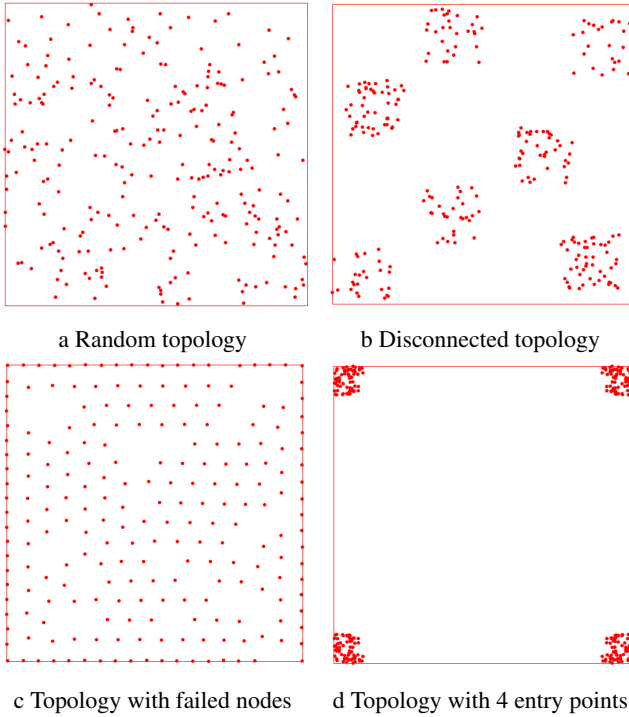 a Random topology
b Disconnected topology
c Topology with failed nodes
d Topology with 4 entry points